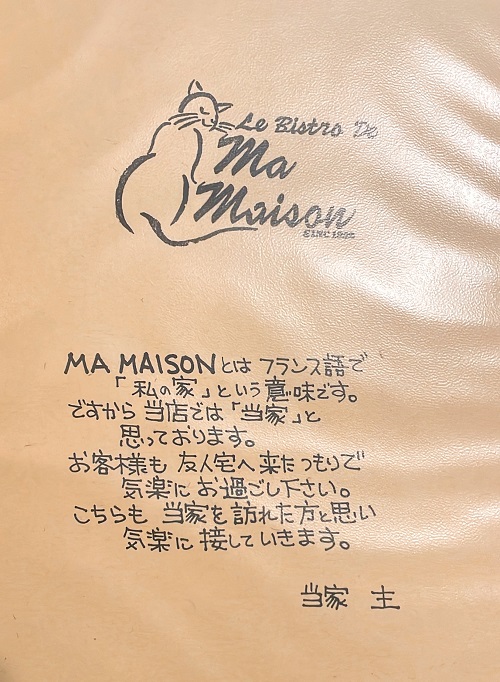 Le Bistro De
Ma
Maison
MA MAISONとは フランス語で
「私の家」という意味です。
ですから 当店では「当家」と
思っております。
お客様も 友人宅へ来たつもりで
気楽に お過ごし下さい。
こちらも 当家を訪れた方と思い
気楽に 接していきます。
当家 主